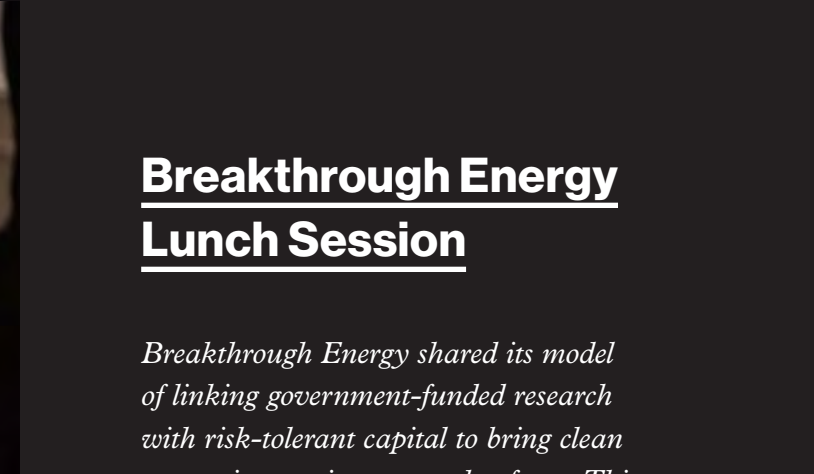 Breakthrough Energy
Lunch Session
Breakthrough Energy shared its model
of linking government-funded research
with risk-tolerant capital to bring clean
This